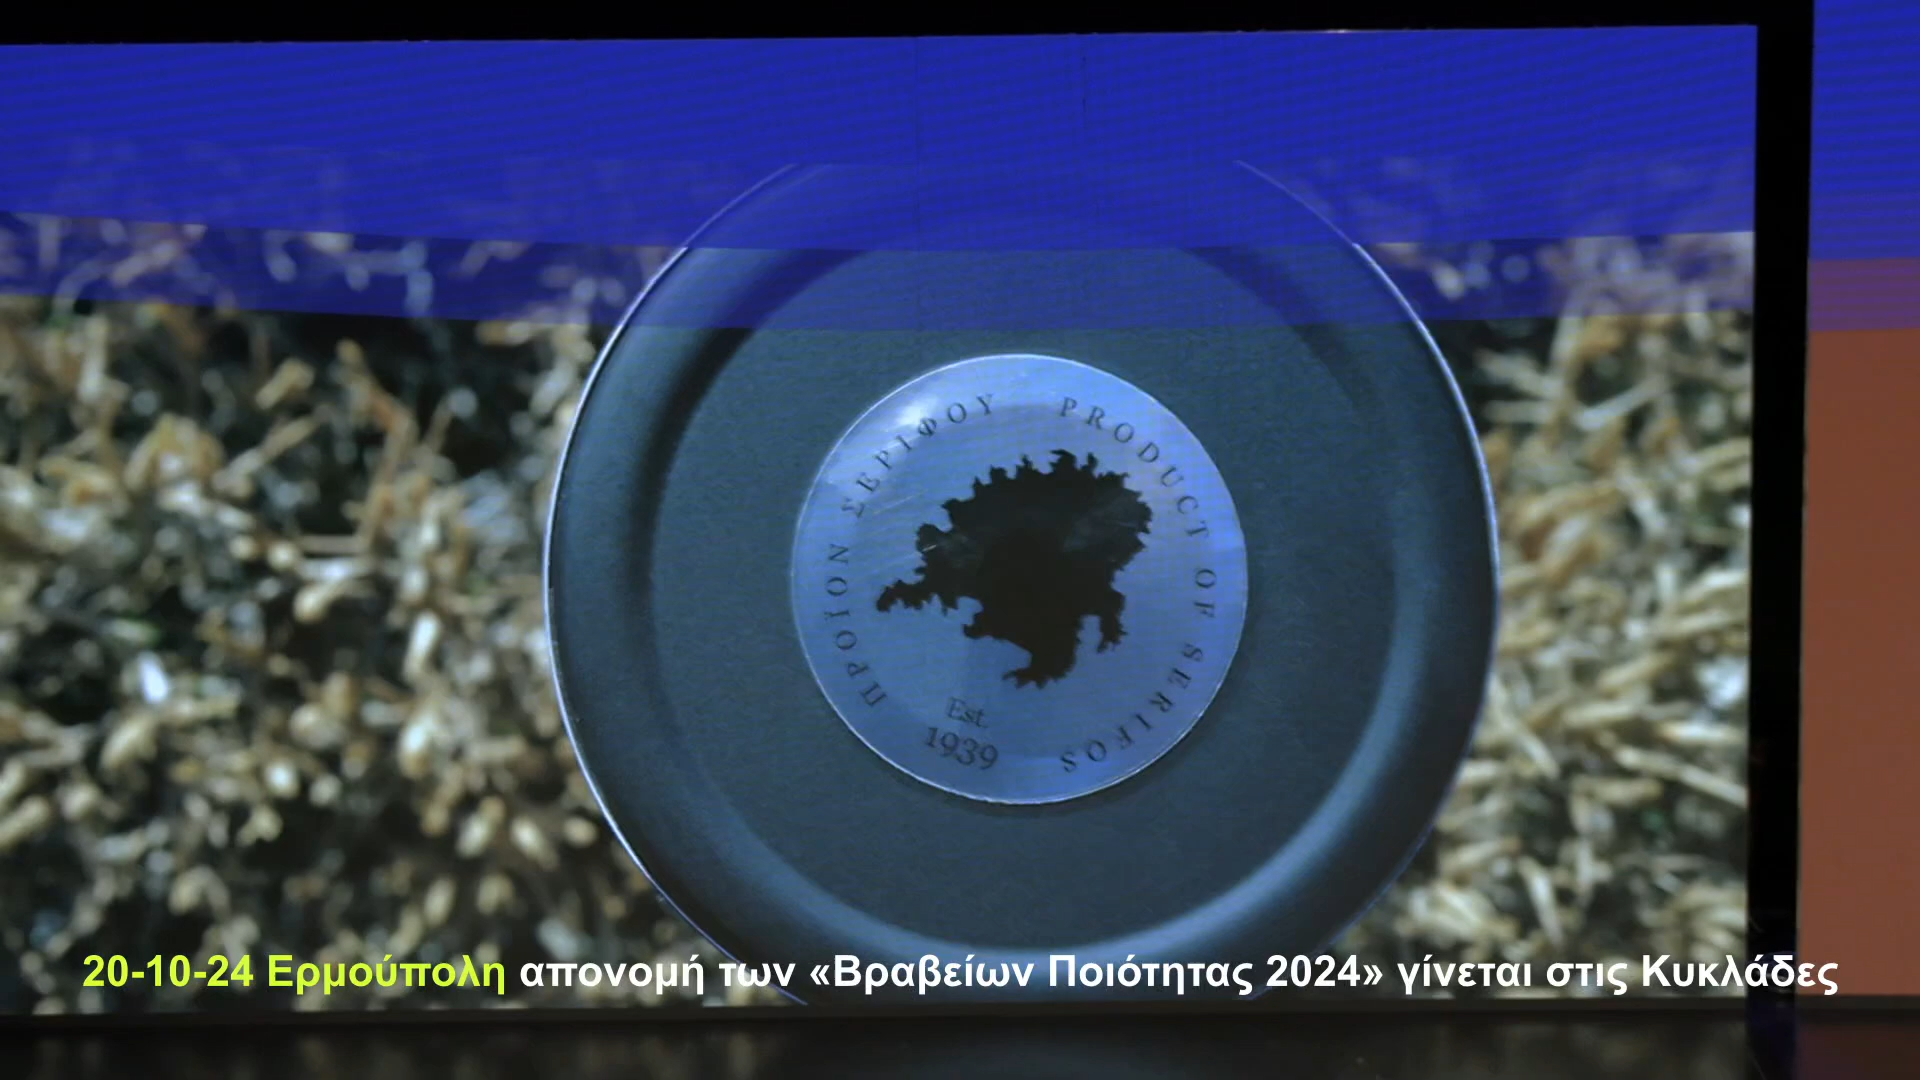 ΠΡΟΪΟΝ ΣΕΡΙΦΟΥ
PRODUCT OF SERIFOS
Est.
1939
20-10-24 Ερμούπολη απονομή των «Βραβείων Ποιότητας 2024» γίνεται στις Κυκλάδες